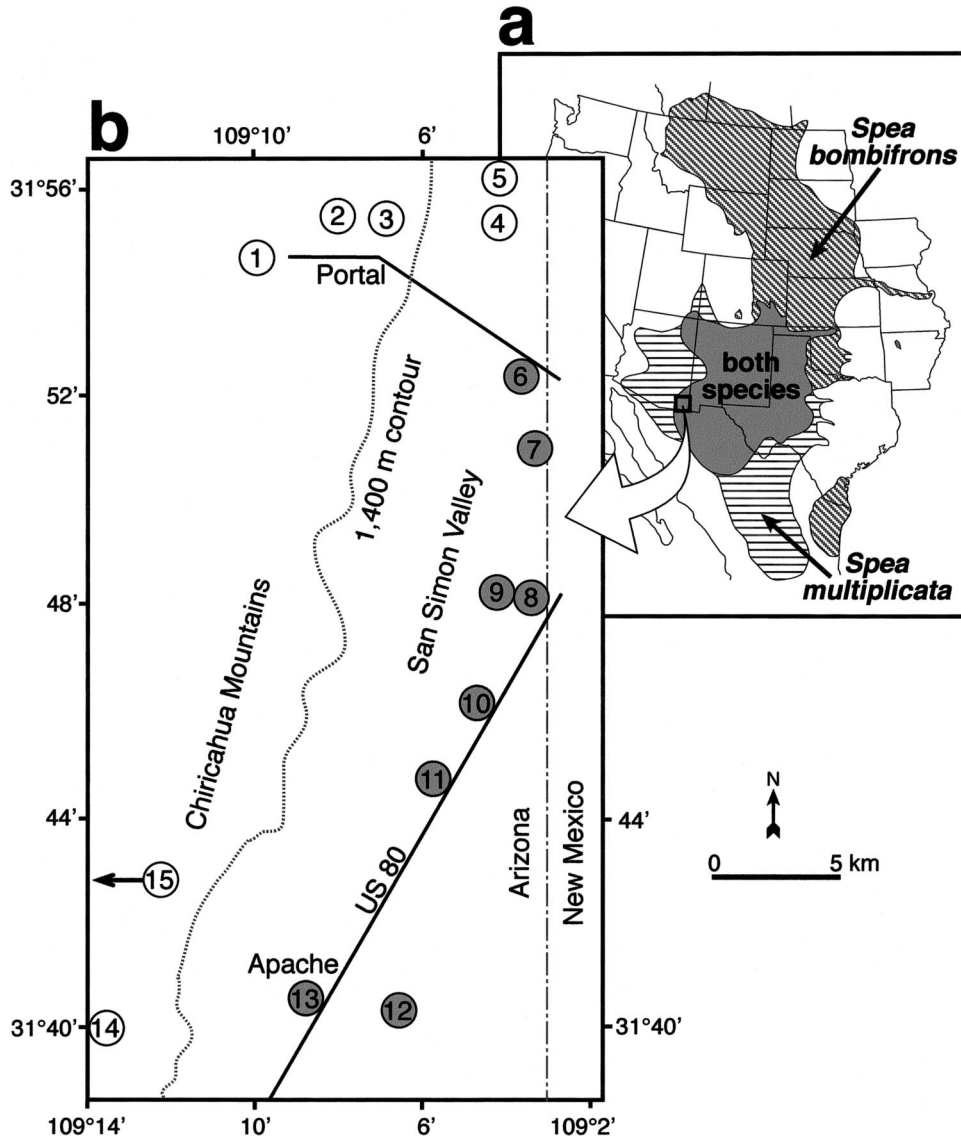 a
b
109°10’
6’
Spea
bombifrons
both
species
Spea
multiplicata
31°56’
52’
48’
44’
31°40’
1
2
3
4
5
Portal
6
7
1,400 m contour
San Simon Valley
9
8
Chiricahua Mountains
10
11
US 80
Arizona
New Mexico
15
Apache
13
12
14
44’
31°40’
N
0
5 km
109°14’
10’
6’
109°2’